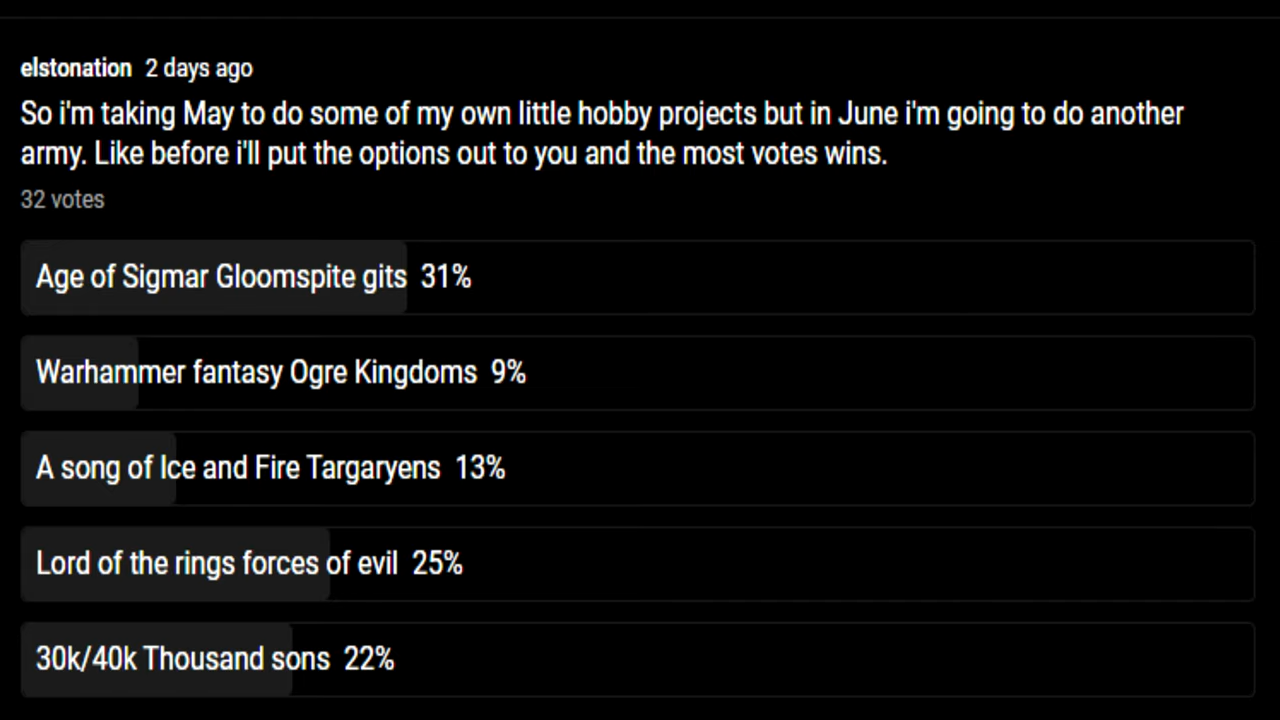 elstonation 2 days ago
So i'm taking May to do some of my own little hobby projects but in June i'm going to do another
army. Like before i'll put the options out to you and the most votes wins.
32 votes
Age of Sigmar Gloomspite gits 31%
Warhammer fantasy Ogre Kingdoms 9%
A song of Ice and Fire Targaryens 13%
Lord of the rings forces of evil 25%
30k/40k Thousand sons 22%